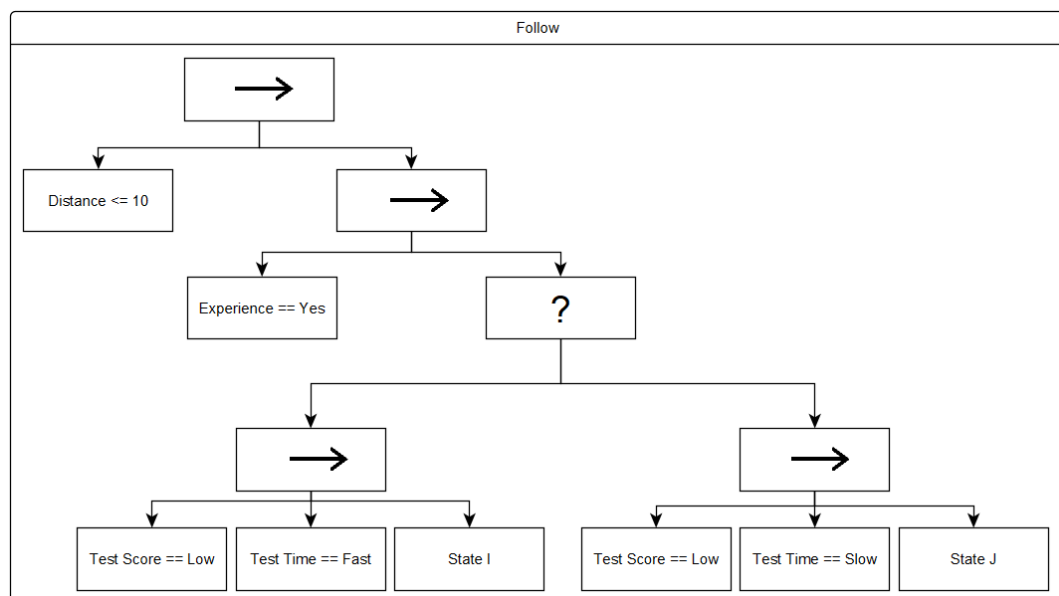 Follow
Distance <= 10
Experience == Yes
?
Test Score == Low
Test Time == Fast
State I
Test Score == Low
Test Time == Slow
State J